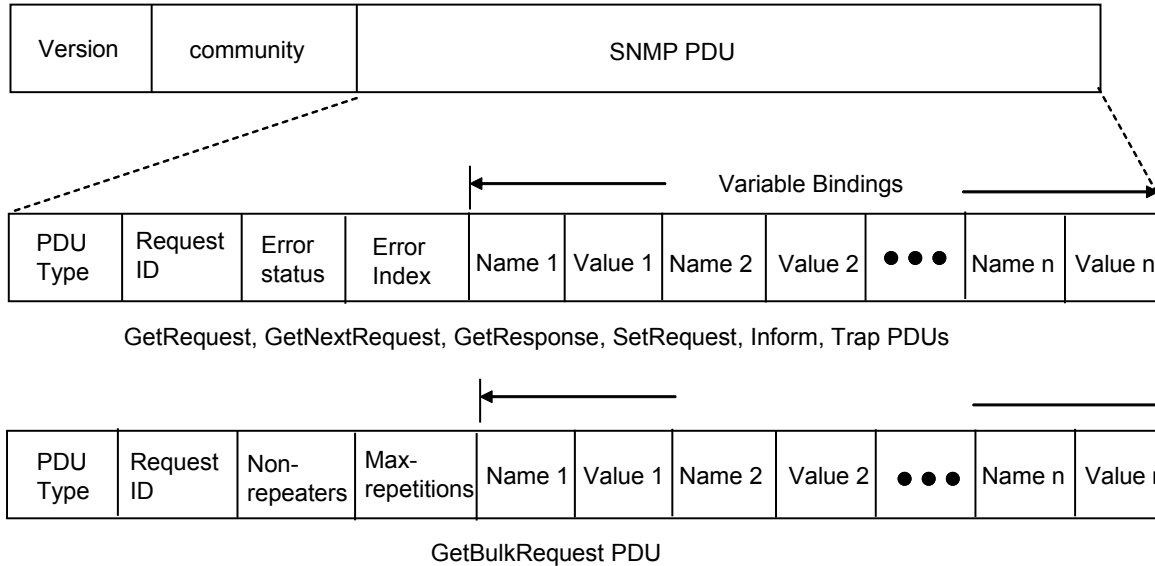 Version community SNMP PDU
Variable Bindings
PDU Type Request ID Error status Error Index Name 1 Value 1 Name 2 Value 2 Name n Value n
GetRequest, GetNextRequest, GetResponse, SetRequest, Inform, Trap PDUs
PDU Type Request ID Non-repeaters Max-repetitions Name 1 Value 1 Name 2 Value 2 Name n Value
GetBulkRequest PDU